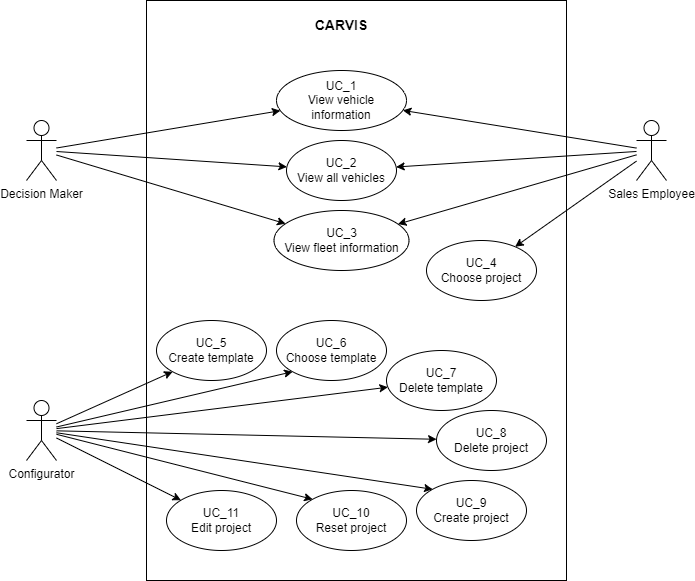 CARVIS
UC_1
View vehicle
information
Decision Maker
UC_2
View all vehicles
Sales Employee
UC_3
View fleet information
UC_4
Choose project
UC_5
Create template
UC_6
Choose template
UC_7
Delete template
Configurator
UC_8
Delete project
UC_9
Create project
UC_10
Reset project
UC_11
Edit project